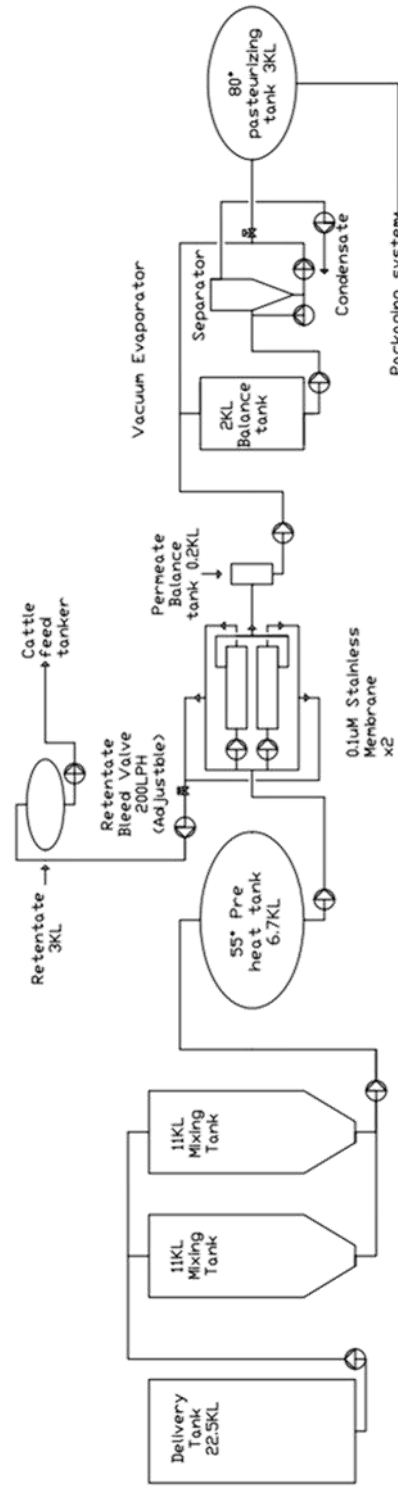 Delivery
Tank
22.5KL
11KL
Mixing
Tank
11KL
Mixing
Tank
55° Pre
heat tank
6.7KL
Retentate
3KL
Cattle
feed
tanker
Retentate
Bleed Valve
200LPH
(Adjustble)
0.1uM Stainless
Membrane
x2
Permeate
Balance
tank 0.2KL
Vacuum Evaporator
2KL
Balance
tank
Separator
Condensate
80°
pasteurizing
tank 3KL
Packaging system